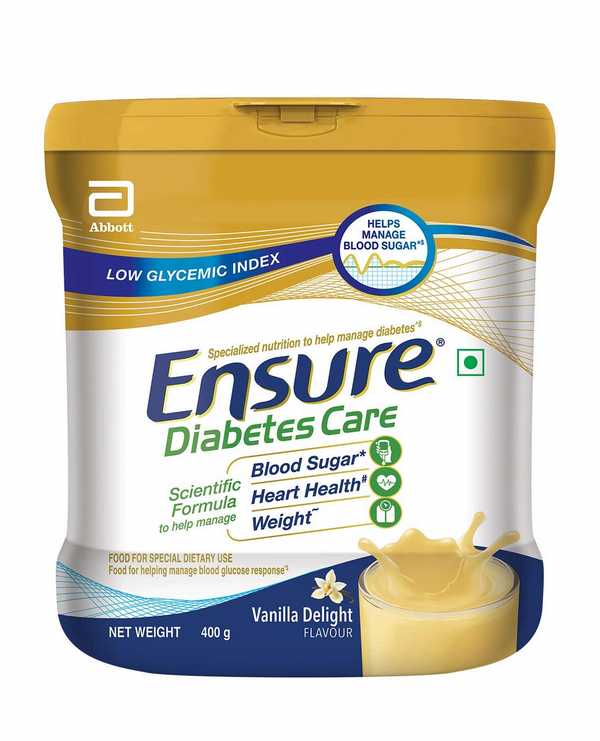 Abbott
HELPS
MANAGE
BLOOD SUGAR*$
LOW GLYCEMIC INDEX
Specialized nutrition to help manage diabetes^$
Ensure®
Diabetes Care
Scientific
Formula
to help manage
Blood Sugar*
Heart Health#
Weight~
FOOD FOR SPECIAL DIETARY USE
Food for helping manage blood glucose response
Vanilla Delight
FLAVOUR
NET WEIGHT 400 g